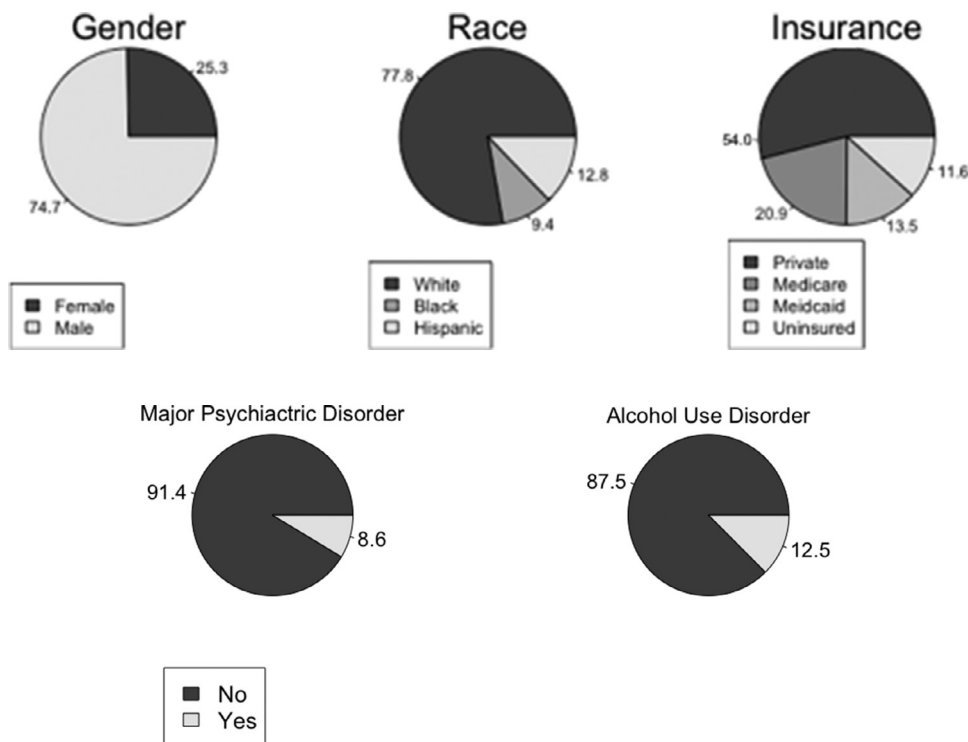 Gender
25.3
74.7
Female
Male
Race
77.8
12.8
9.4
White
Black
Hispanic
Insurance
54.0
11.6
20.9
13.5
Private
Medicare
Meidcaid
Uninsured
Major Psychiactric Disorder
91.4
8.6
Alcohol Use Disorder
87.5
12.5
No
Yes